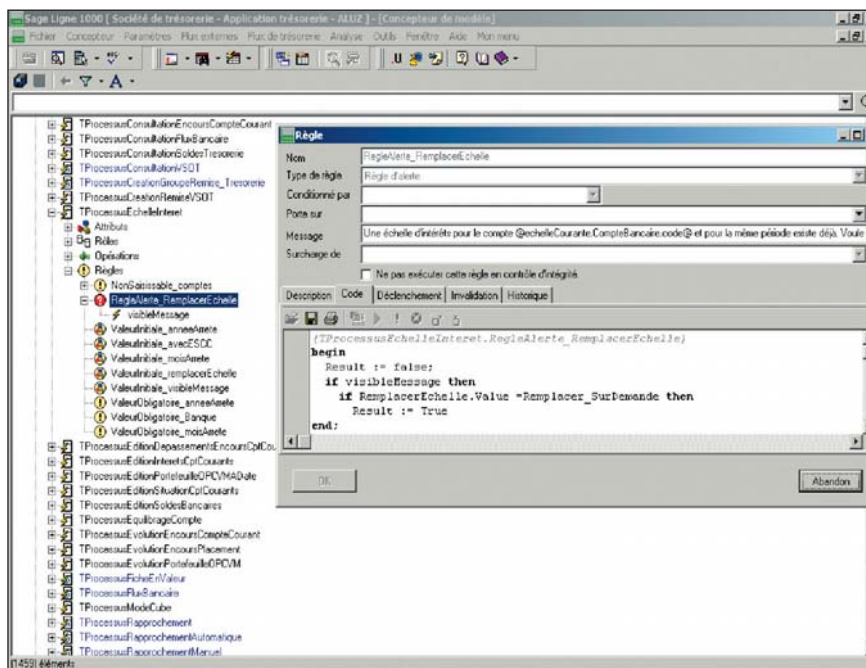 Sage Ligne 1000 [ Société de trésorerie - Application trésorerie - ALUZ ] - [Concepteur de modèle]
Fichier Concepteur Paramètres Flux externes Flux de trésorerie Analyse Outils Fenêtre Aide Mon menu
TProcessusConsultationEncoursCompteCourant
TProcessusConsultationFluxBancaire
TProcessusConsultationSoldesTresorerie
TProcessusConsultationVSOT
TProcessusCreationGroupeRemise_Tresorerie
TProcessusCreationRemiseVSOT
TProcessusEchelleInteret
Attributs
Rôles
Opérations
Règles
NonSaisissable_comptes
RegleAlerte_RemplacerEchelle
visibleMessage
ValeurInitiale_anneeArrete
ValeurInitiale_avecESCC
ValeurInitiale_moisArrete
ValeurInitiale_remplacerEchelle
ValeurInitiale_visibleMessage
ValeurObligatoire_anneeArrete
ValeurObligatoire_Banque
ValeurObligatoire_moisArrete
TProcessusEditionDepassementsEncoursCptCou
TProcessusEditionInteretsCptCourants
TProcessusEditionPortefeuilleOPCVMADate
TProcessusEditionSituationCptCourants
TProcessusEditionSoldesBancaires
TProcessusEquilibrageCompte
TProcessusEvolutionEncoursCompteCourant
TProcessusEvolutionEncoursPlacement
TProcessusEvolutionPortefeuilleOPCVM
TProcessusFicheEnValeur
TProcessusFluxBancaire
TProcessusModeCube
TProcessusRapprochement
TProcessusRapprochementAutomatique
TProcessusRapprochementManuel
(1459) éléments
Règle
Nom RegleAlerte_RemplacerEchelle
Type de règle Règle d'alerte
Conditionné par
Porte sur
Message Une échelle d'intérêts pour le compte @echelleCourante.CompteBancaire.code@ et pour la même période existe déjà. Voule
Surcharge de
Ne pas exécuter cette règle en contrôle d'intégrité.
Description Code Déclenchement Invalidation Historique
{TProcessusEchelleInteret.RegleAlerte_RemplacerEchelle}
begin
Result := false;
if visibleMessage then
if RemplacerEchelle.Value =Remplacer_SurDemande then
Result := True
end;
OK Abandon